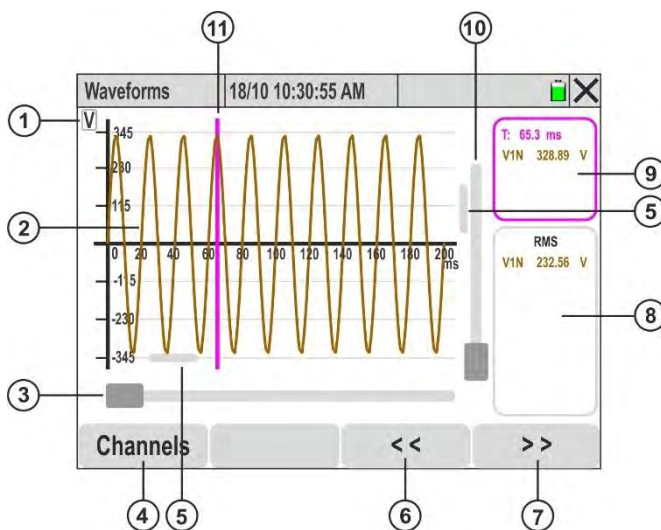 11
10
Waveforms 18/10 10:30:55 AM
1 V
345
T: 65.3 ms
V1N 328.89 V
9
230
115
5
2
0 20 40 60 80 100 120 140 160 180 200
ms
RMS
V1N 232.56 V
-115
8
-230
-345
3
Channels << >>
4 5 6 7